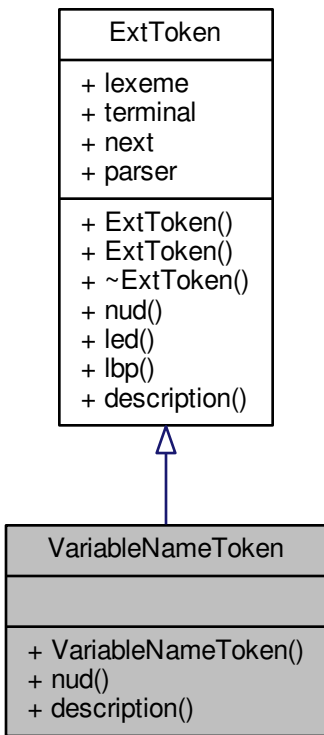 ExtToken
+ lexeme
+ terminal
+ next
+ parser
+ ExtToken()
+ ExtToken()
+ ~ExtToken()
+ nud()
+ led()
+ lbp()
+ description()
VariableNameToken
+ VariableNameToken()
+ nud()
+ description()